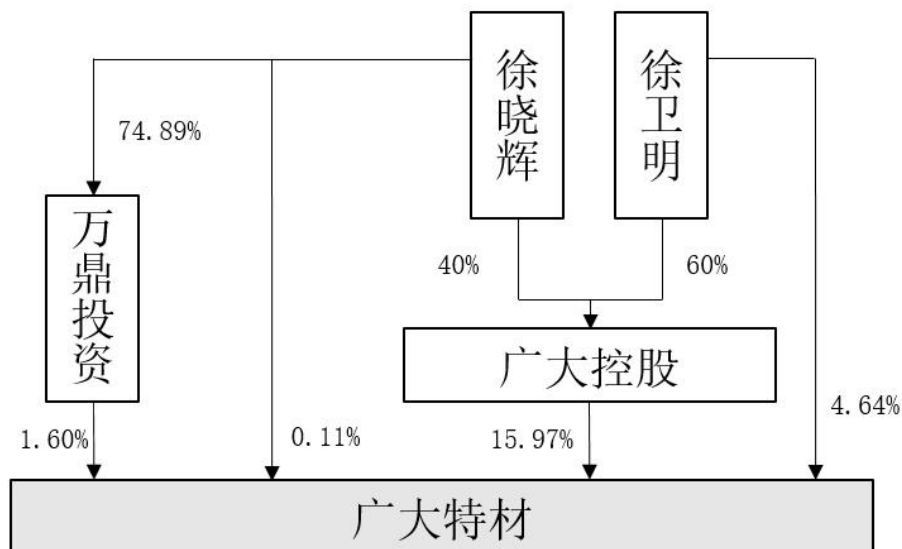 徐晓辉
徐卫明
74.89%
万鼎投资
40%
60%
广大控股
1.60%
0.11%
15.97%
4.64%
广大特材